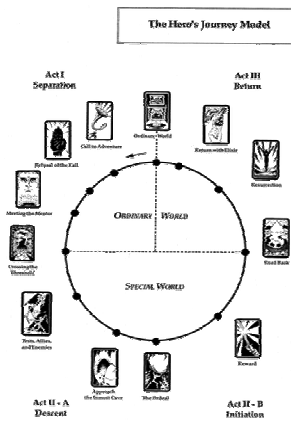 The Hero's Journey Model
Act I
Separation
Act III
Return
Ordinary World
Call to Adventure
Return with Elixir
Refusal of the Call
Resurrection
Meeting the Mentor
ORDINARY WORLD
Crossing the
Threshold
Road Back
SPECIAL WORLD
Tests, Allies,
and Enemies
Reward
Approach
the Inmost Cave
The Ordeal
Act II - A
Descent
Act II - B
Initiation